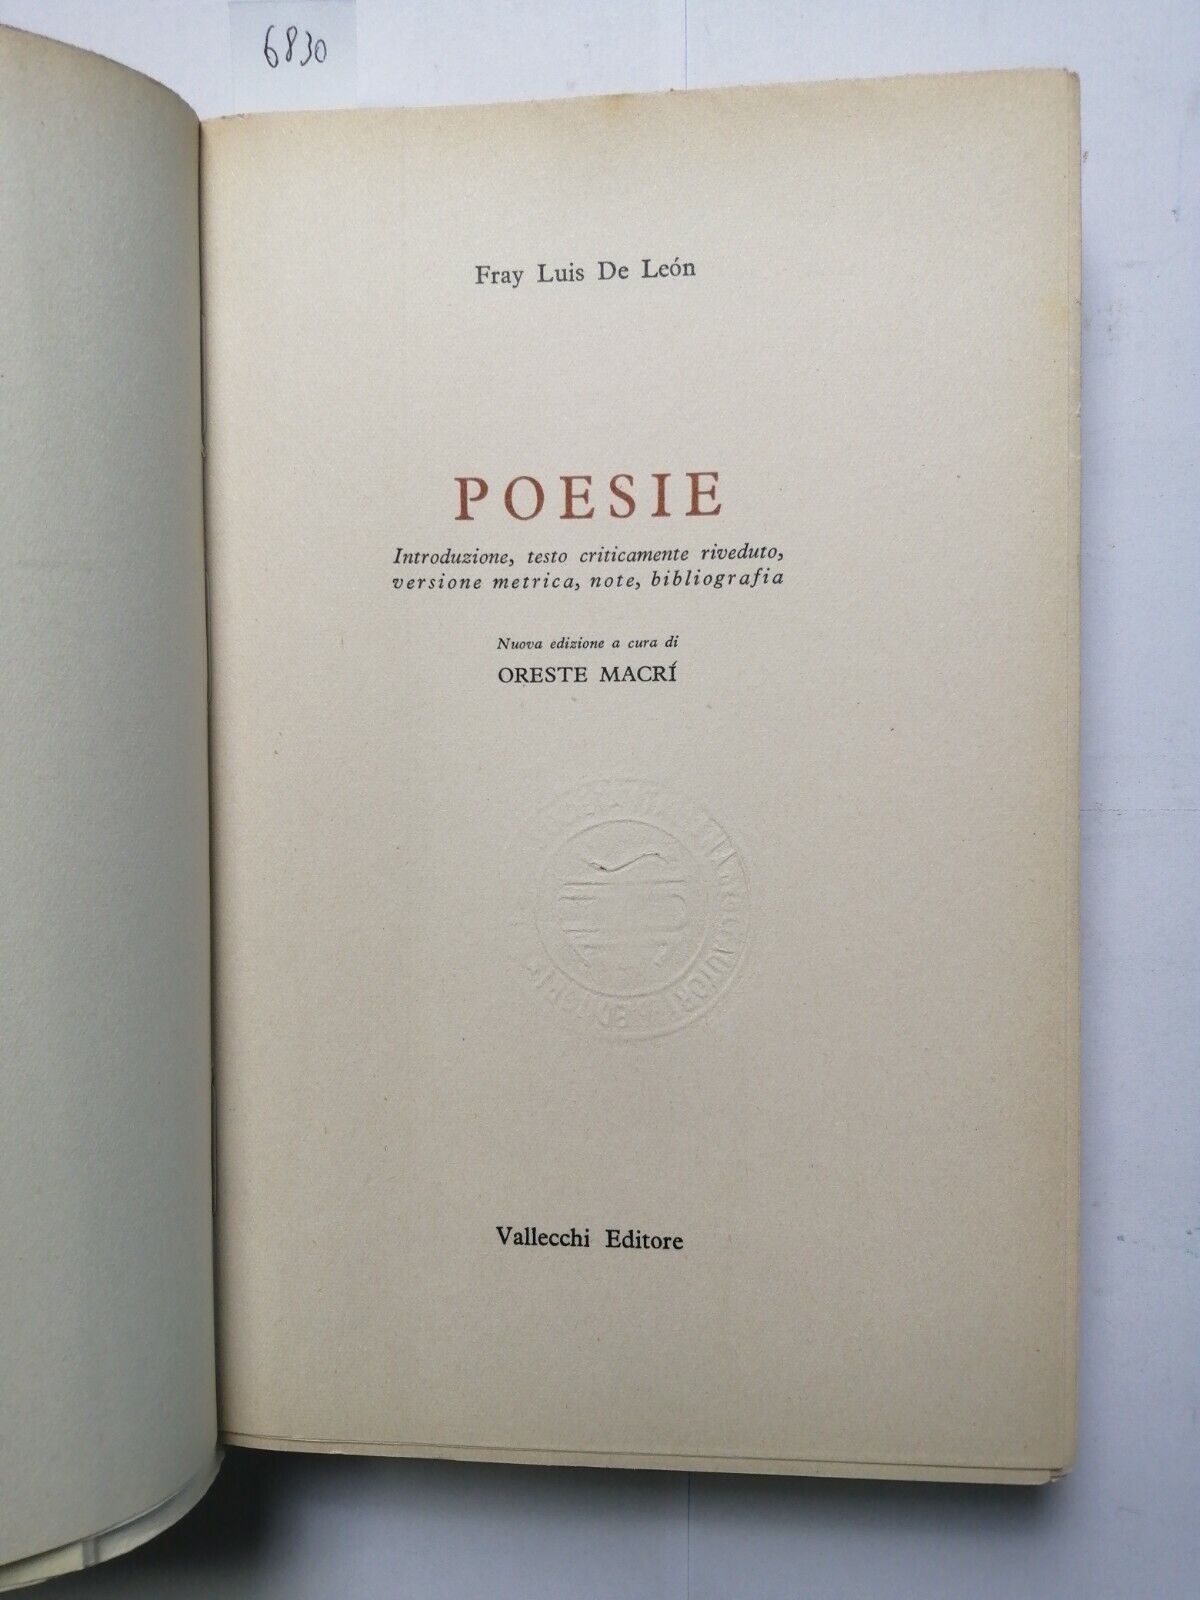 6830
Fray Luis De León
POESIE
Introduzione, testo criticamente riveduto,
versione metrica, note, bibliografia
Nuova edizione a cura di
ORESTE MACRÍ
Vallecchi Editore